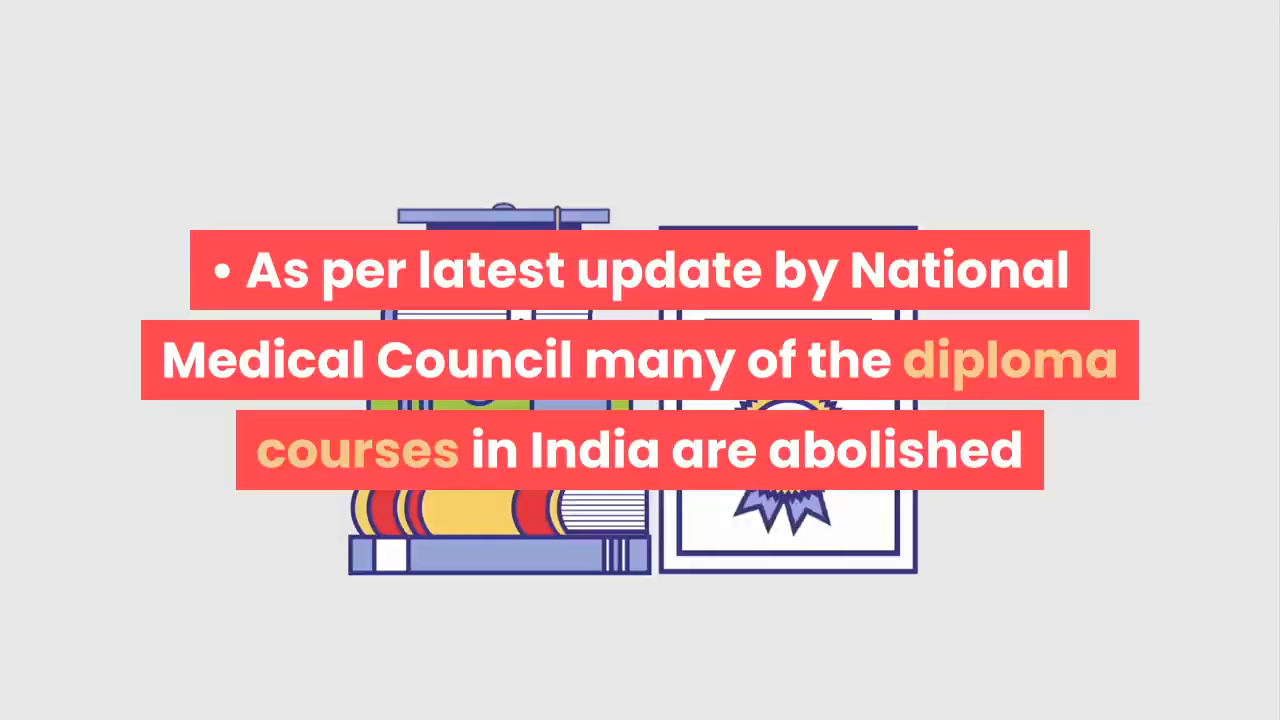 • As per latest update by National
Medical Council many of the diploma
courses in India are abolished